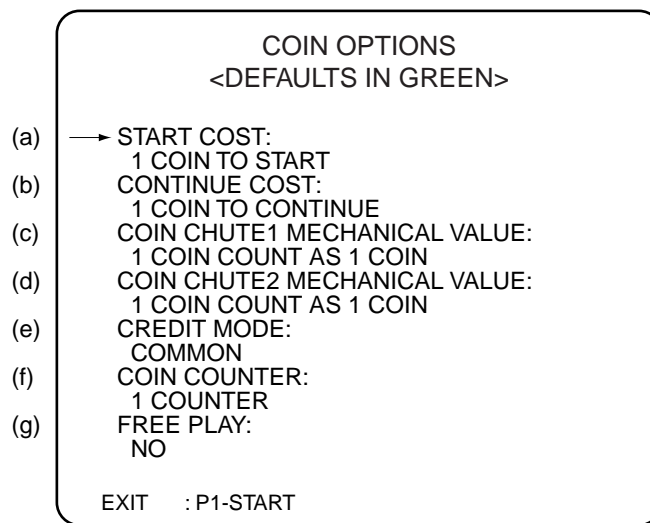 COIN OPTIONS
<DEFAULTS IN GREEN>
(a) START COST:
1 COIN TO START
(b) CONTINUE COST:
1 COIN TO CONTINUE
(c) COIN CHUTE1 MECHANICAL VALUE:
1 COIN COUNT AS 1 COIN
(d) COIN CHUTE2 MECHANICAL VALUE:
1 COIN COUNT AS 1 COIN
(e) CREDIT MODE:
COMMON
(f) COIN COUNTER:
1 COUNTER
(g) FREE PLAY:
NO
EXIT : P1-START